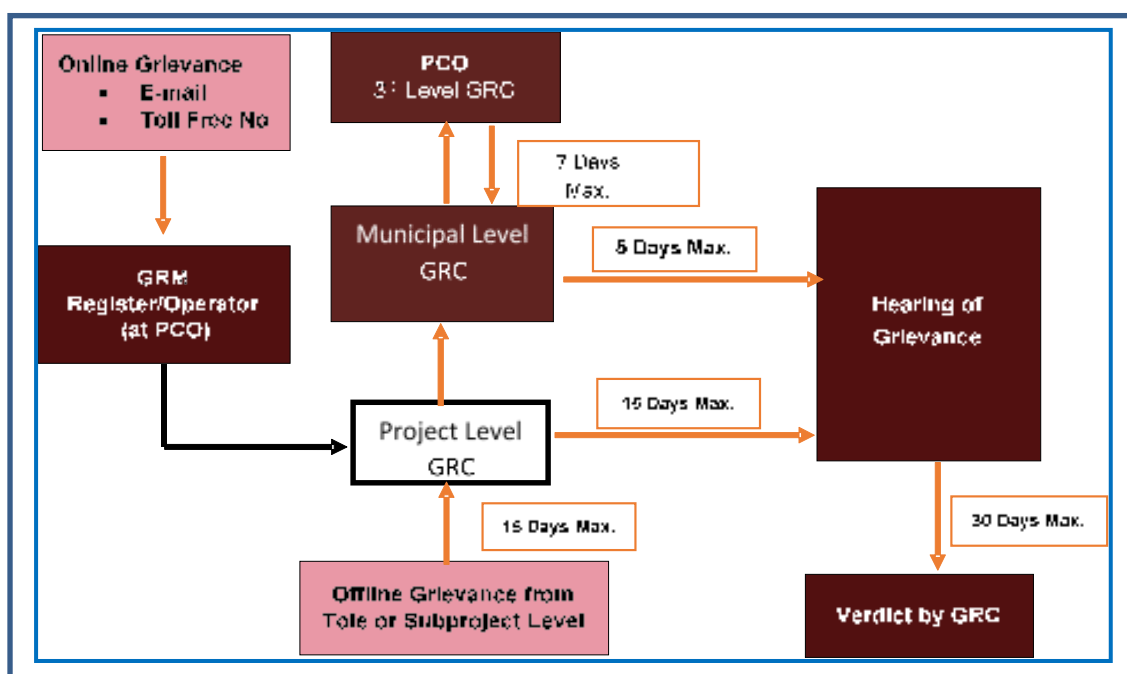 Online Grievance
▪ E-mail
▪ Toll Free No
PCO
Level GRC
7 Days
Max.
Municipal Level
GRC
5 Days Max.
GRM
Register/Operator
(at PCO)
Hearing of
Grievance
15 Days Max.
Project Level
GRC
15 Days Max.
30 Days Max.
Offline Grievance from
Tole or Subproject Level
Verdict by GRC